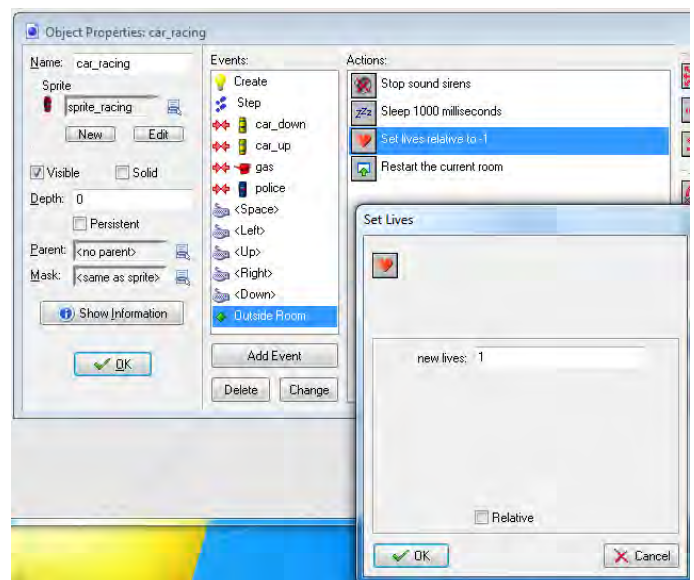 Object Properties: car_racing
Name: car_racing
Sprite
sprite_racing
New Edit
Visible Solid
Depth: 0
Persistent
Parent: <no parent>
Mask: <same as sprite>
Show Information
OK
Events:
Create
Step
car_down
car_up
gas
police
<Space>
<Left>
<Up>
<Right>
<Down>
Outside Room
Add Event
Delete Change
Actions:
Stop sound sirens
zZz Sleep 1000 milliseconds
Set lives relative to -1
Restart the current room
Set Lives
new lives: 1
Relative
OK Cancel